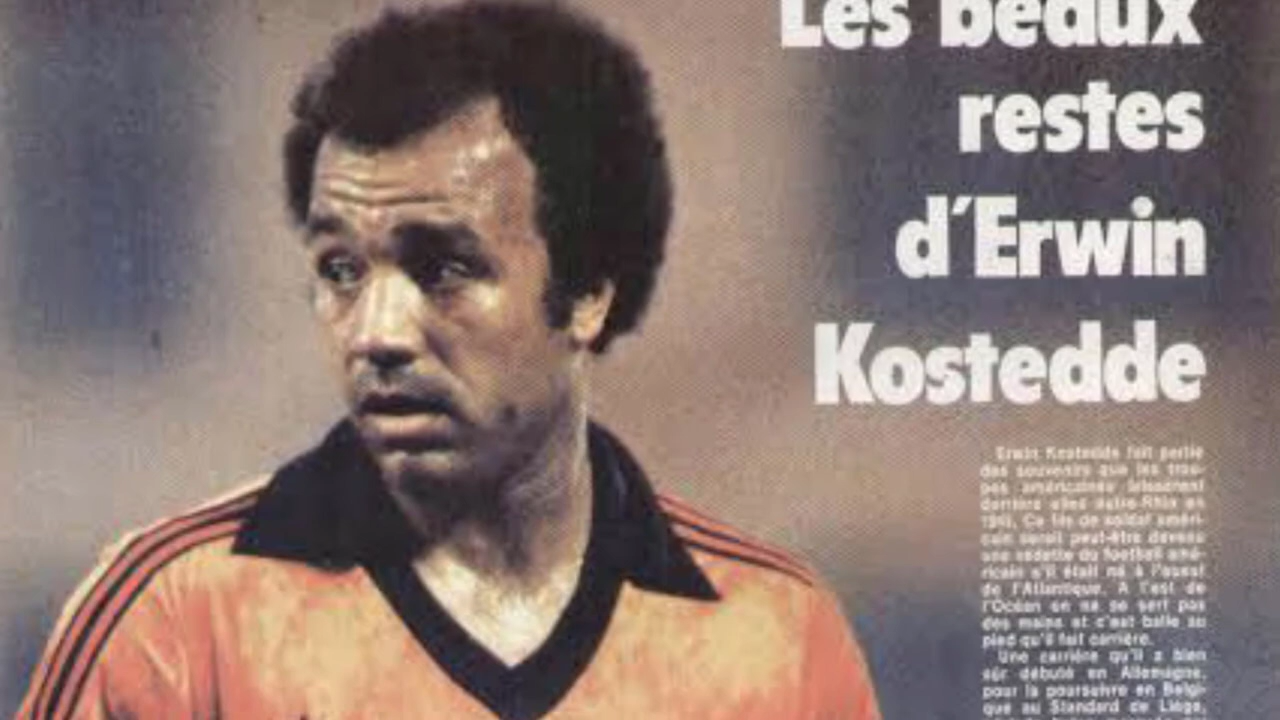 Les beaux
restes
d'Erwin
Kostedde
Erwin Kostedde fait partie
des souvenirs que les trou-
pes américaines laissèrent
derrière elles outre-Rhin en
Ce fils de soldat améri-
cain serait peut-être devenu
une vedette du football amé-
ricain s'il était né à l'ouest
de l'Atlantique. A l'est de
l'Océan on ne se sert pas
des mains et c'est balle au
pied qu'il fait carrière.
Une carrière qu'il a bien
sûr débuté en Allemagne,
pour la poursuivre en Belgi-
que au Standard de Liège,